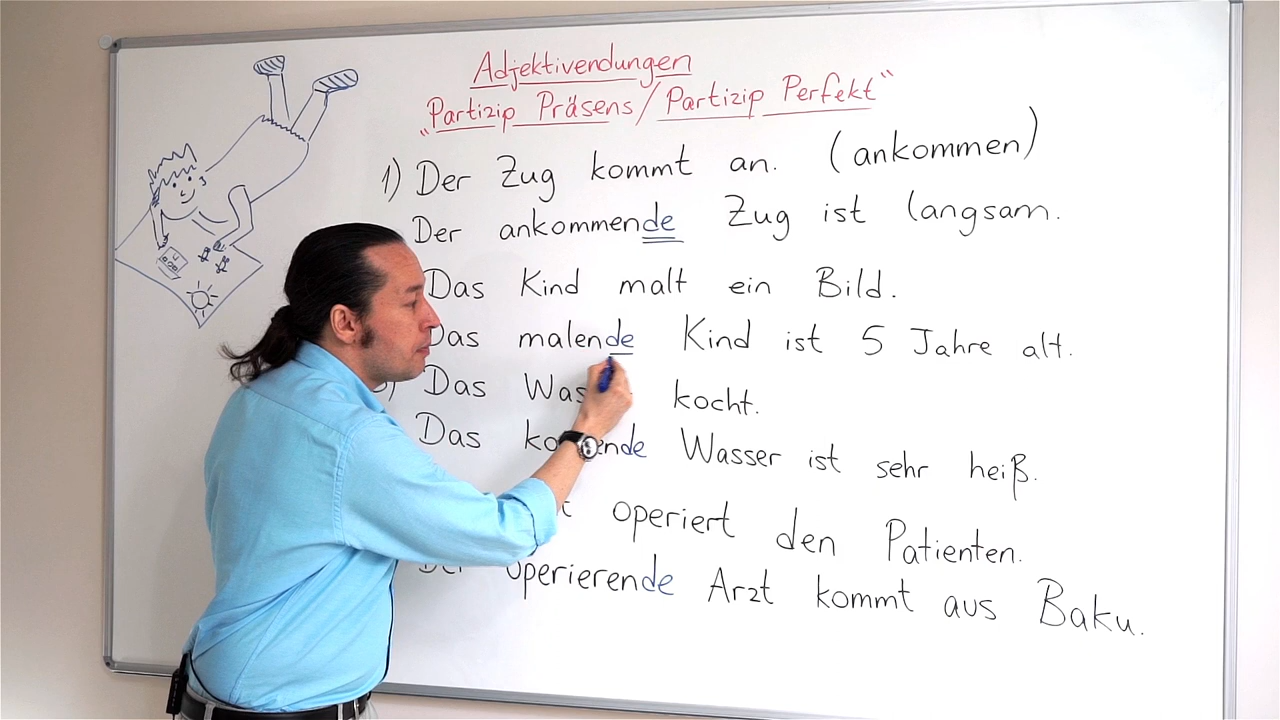 Adjektivendungen
„Partizip Präsens/Partizip Perfekt“
1) Der Zug kommt an. (ankommen)
Der ankommende Zug ist langsam.
Das Kind malt ein Bild.
Das malende Kind ist 5 Jahre alt.
Das kocht.
Das Wasser ist sehr heiß.
operiert den Patienten.
operierende Arzt kommt aus Baku.